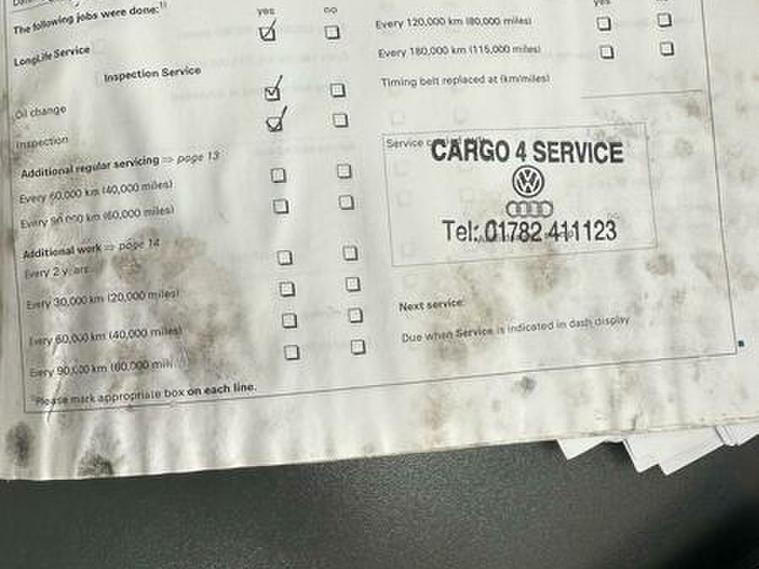 The following jobs were done:1)
yes no
LongLife Service
Inspection Service
Oil change
Inspection
Additional regular servicing => page 13
Every 60,000 km (40,000 miles)
Every 90,000 km (60,000 miles)
Additional work => page 14
Every 2 years
Every 30,000 km (20,000 miles)
Every 60,000 km (40,000 miles)
Every 90,000 km (60,000 mil
1)Please mark appropriate box on each line.
yes
Every 120,000 km (80,000 miles)
Every 180,000 km (115,000 miles)
Timing belt replaced at (km/miles)
Service
CARGO 4 SERVICE
Tel: 01782 411123
Next service:
Due when Service is indicated in dash display